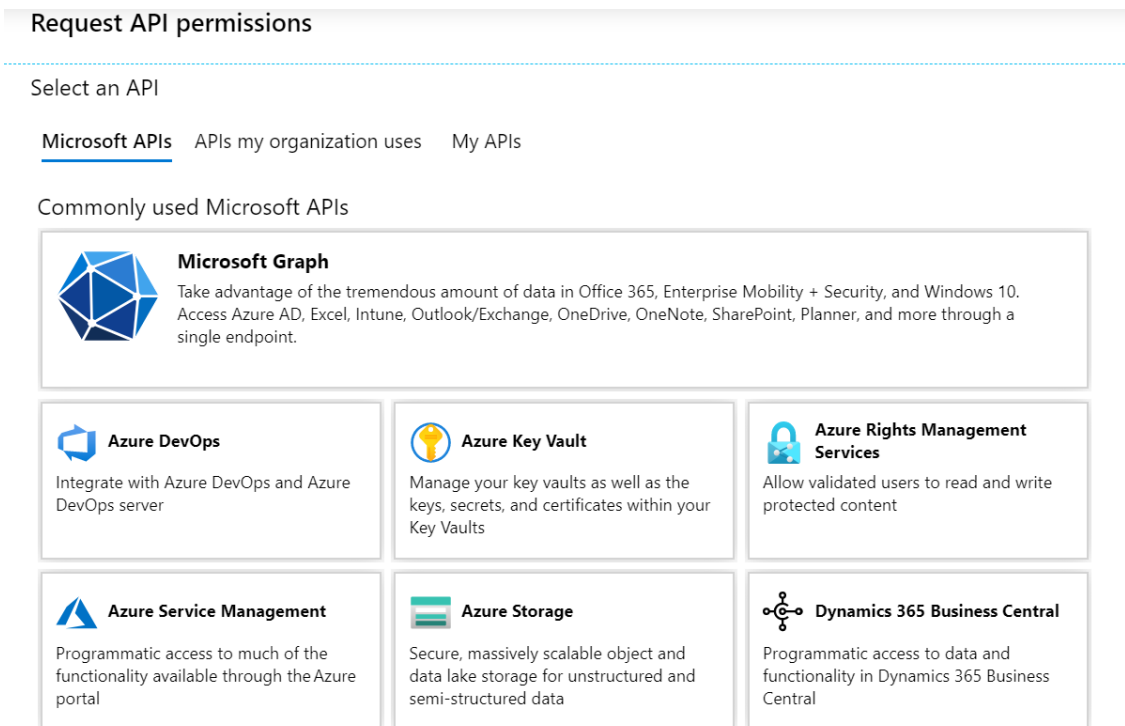 Request API permissions
Select an API
Microsoft APIs APIs my organization uses My APIs
Commonly used Microsoft APIs
Microsoft Graph
Take advantage of the tremendous amount of data in Office 365, Enterprise Mobility + Security, and Windows 10.
Access Azure AD, Excel, Intune, Outlook/Exchange, OneDrive, OneNote, SharePoint, Planner, and more through a
single endpoint.
Azure DevOps
Integrate with Azure DevOps and Azure
DevOps server
Azure Key Vault
Manage your key vaults as well as the
keys, secrets, and certificates within your
Key Vaults
Azure Rights Management
Services
Allow validated users to read and write
protected content
Azure Service Management
Programmatic access to much of the
functionality available through the Azure
portal
Azure Storage
Secure, massively scalable object and
data lake storage for unstructured and
semi-structured data
Dynamics 365 Business Central
Programmatic access to data and
functionality in Dynamics 365 Business
Central